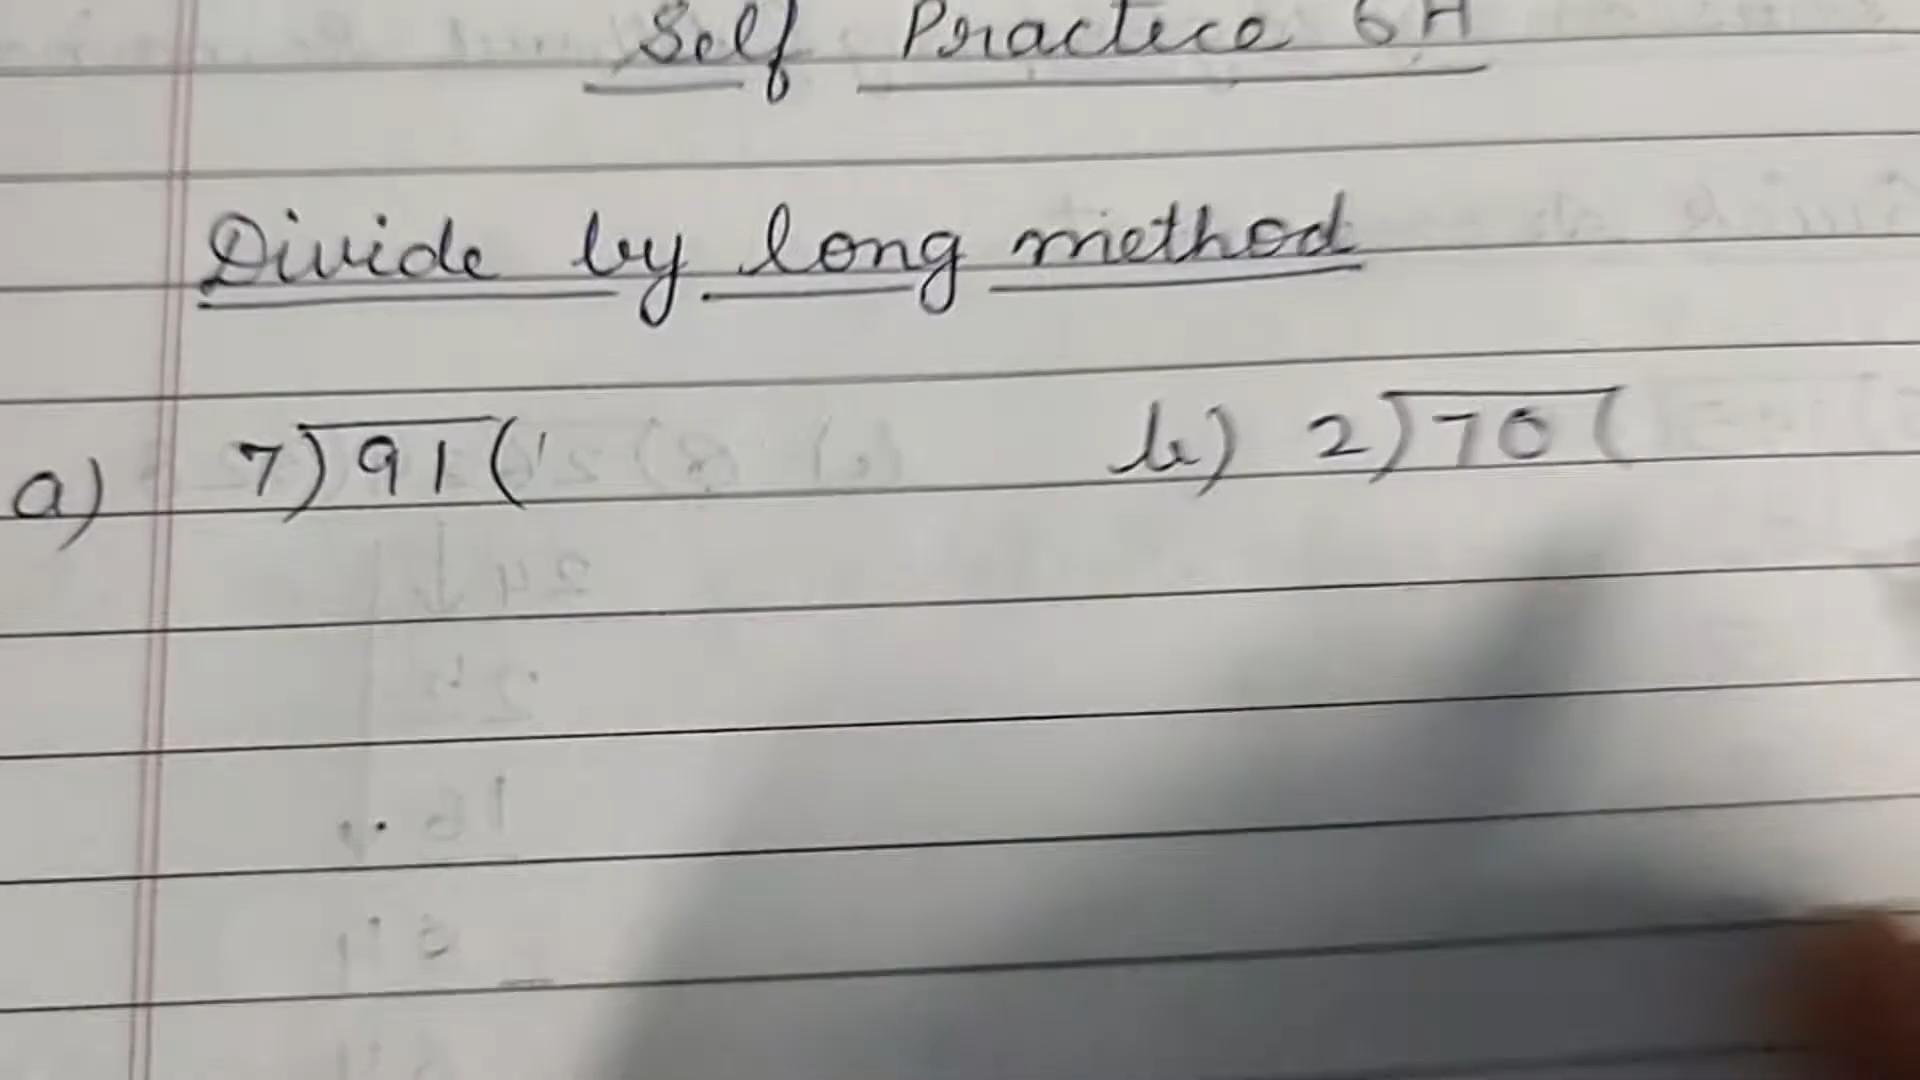 Self Practice 6H
Divide by long method
a) 7)91( b) 2)70(